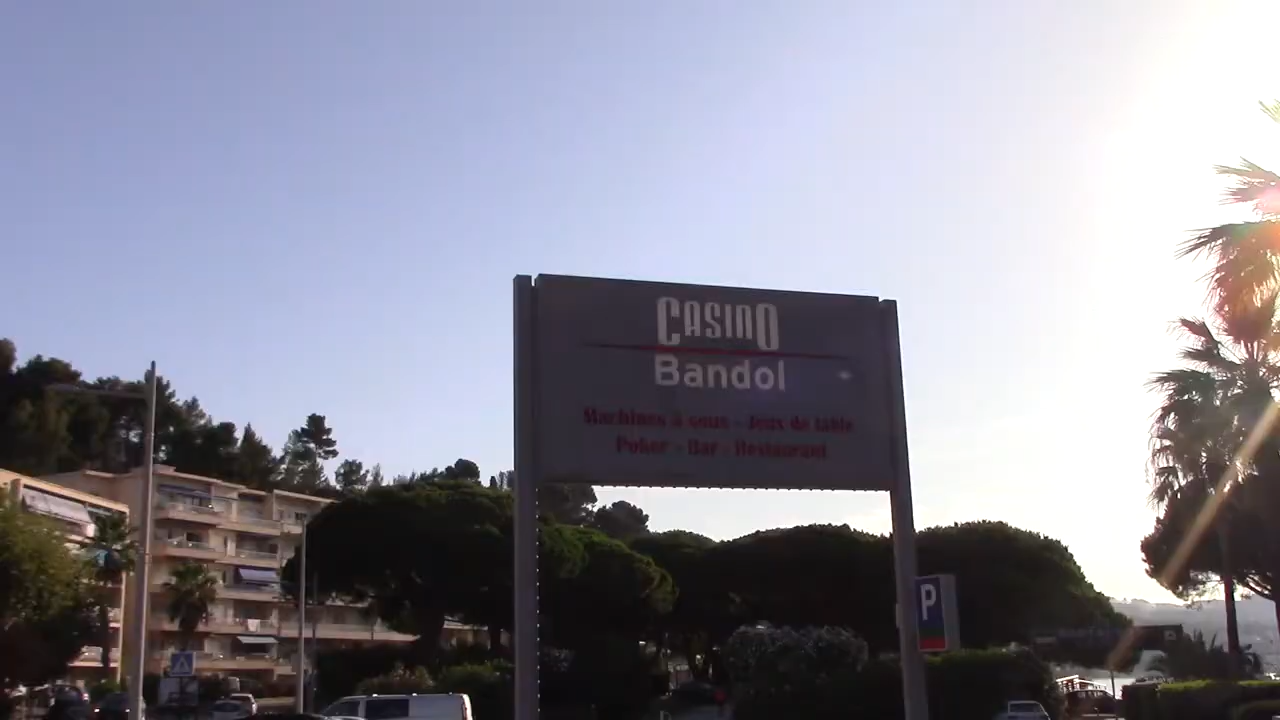 CASINO
Bandol
Machines à sous - Jeux de table
Poker - Bar - Restaurant
P